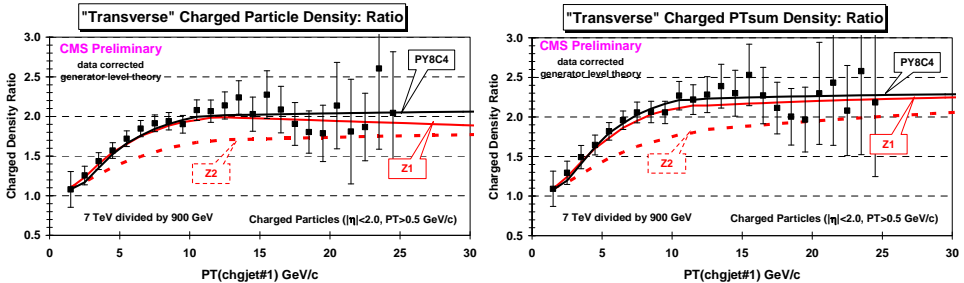 "Transverse" Charged Particle Density: Ratio
3.0
2.5
2.0
1.5
1.0
0.5
Charged Density Ratio
CMS Preliminary
data corrected
generator level theory
PY8C4
Z2
Z1
7 TeV divided by 900 GeV
Charged Particles (|η|<2.0, PT>0.5 GeV/c)
0 5 10 15 20 25 30
PT(chgjet#1) GeV/c
"Transverse" Charged PTsum Density: Ratio
3.0
2.5
2.0
1.5
1.0
0.5
Charged Density Ratio
CMS Preliminary
data corrected
generator level theory
PY8C4
Z1
Z2
7 TeV divided by 900 GeV
Charged Particles (|η|<2.0, PT>0.5 GeV/c)
0 5 10 15 20 25 30
PT(chgjet#1) GeV/c